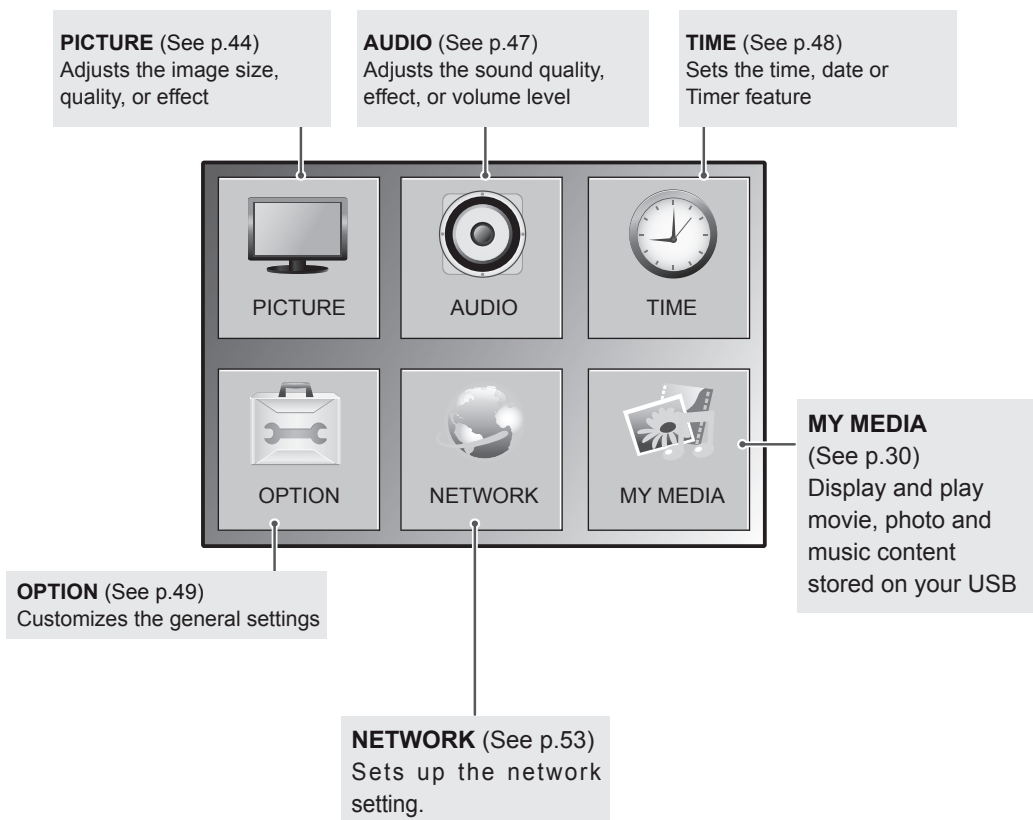 PICTURE (See p.44)
Adjusts the image size,
quality, or effect
AUDIO (See p.47)
Adjusts the sound quality,
effect, or volume level
TIME (See p.48)
Sets the time, date or
Timer feature
PICTURE
AUDIO
TIME
OPTION
NETWORK
MY MEDIA
MY MEDIA
(See p.30)
Display and play
movie, photo and
music content
stored on your USB
OPTION (See p.49)
Customizes the general settings
NETWORK (See p.53)
Sets up the network
setting.